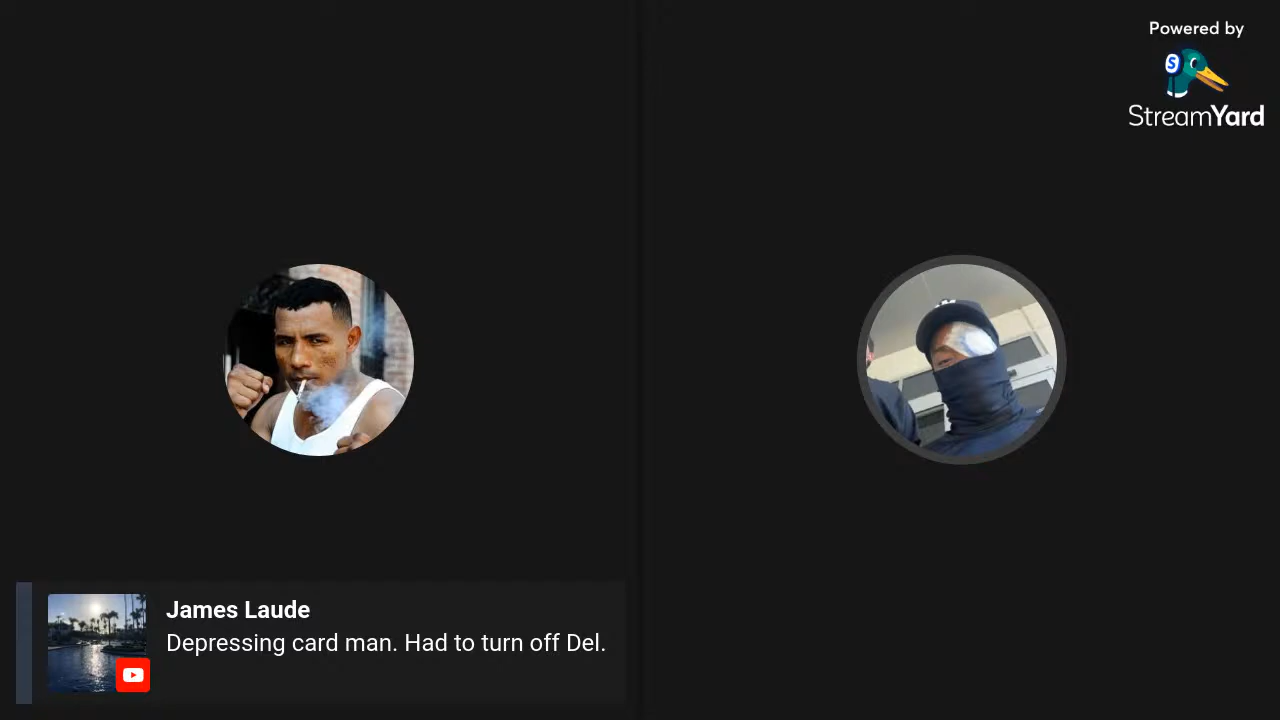 Powered by
S
StreamYard
James Laude
Depressing card man. Had to turn off Del.